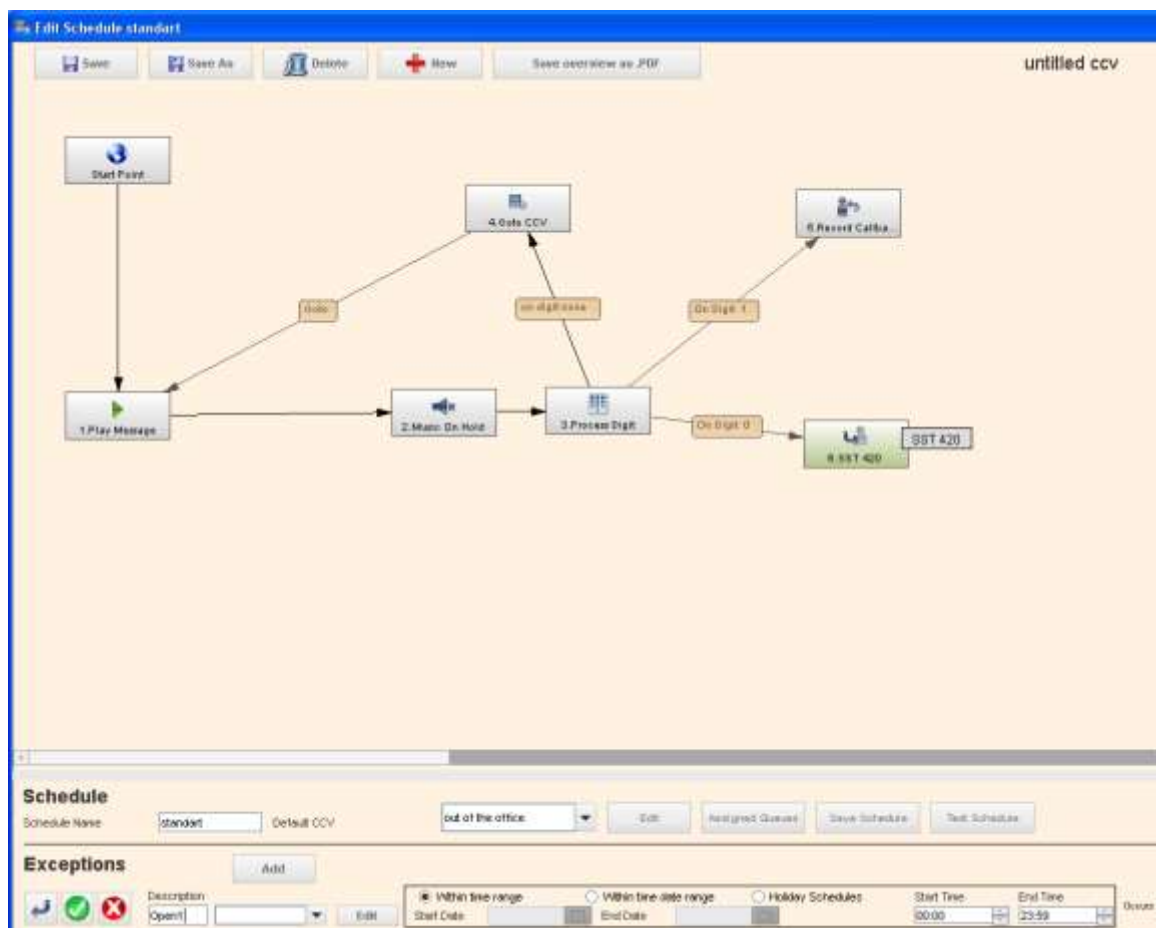 Edit Schedule standart
Save
Save As
Delete
New
Save overview as .PDF
untitled ccv
Start Point
4.Goto CCV
Record Callba...
Goto
on digit none
On Digit 1
1.Play Message
2.Music On Hold
3.Process Digit
On Digit 0
SST 420
SST 420
Schedule
Schedule Name
standart
Default CCV
out of the office
Edit
Assigned Queues
Save Schedule
Test Schedule
Exceptions
Add
Description
Open1
Edit
Within time range
Within time date range
Holiday Schedules
Start Time
End Time
Start Date
End Date
00:00
23:59
Occurs